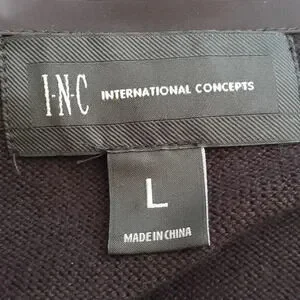 I·N·C INTERNATIONAL CONCEPTS
L
MADE IN CHINA